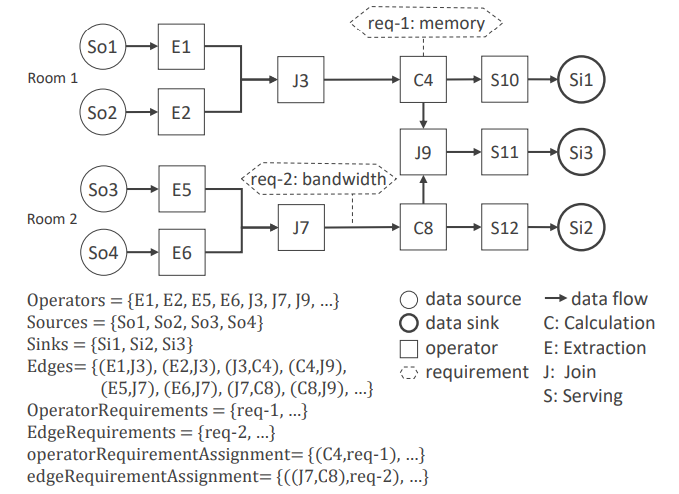 req-1: memory
So1
E1
Room 1
J3
C4
S10
Si1
So2
E2
J9
S11
Si3
So3
E5
req-2: bandwidth
Room 2
J7
C8
S12
Si2
So4
E6
Operators = {E1, E2, E5, E6, J3, J7, J9, …}
Sources = {So1, So2, So3, So4}
Sinks = {Si1, Si2, Si3}
Edges= {(E1,J3), (E2,J3), (J3,C4), (C4,J9),
(E5,J7), (E6,J7), (J7,C8), (C8,J9), …}
OperatorRequirements = {req-1, …}
EdgeRequirements = {req-2, …}
operatorRequirementAssignment= {(C4,req-1), …}
edgeRequirementAssignment= {((J7,C8),req-2), …}
data source
data sink
operator
requirement
data flow
C: Calculation
E: Extraction
J: Join
S: Serving